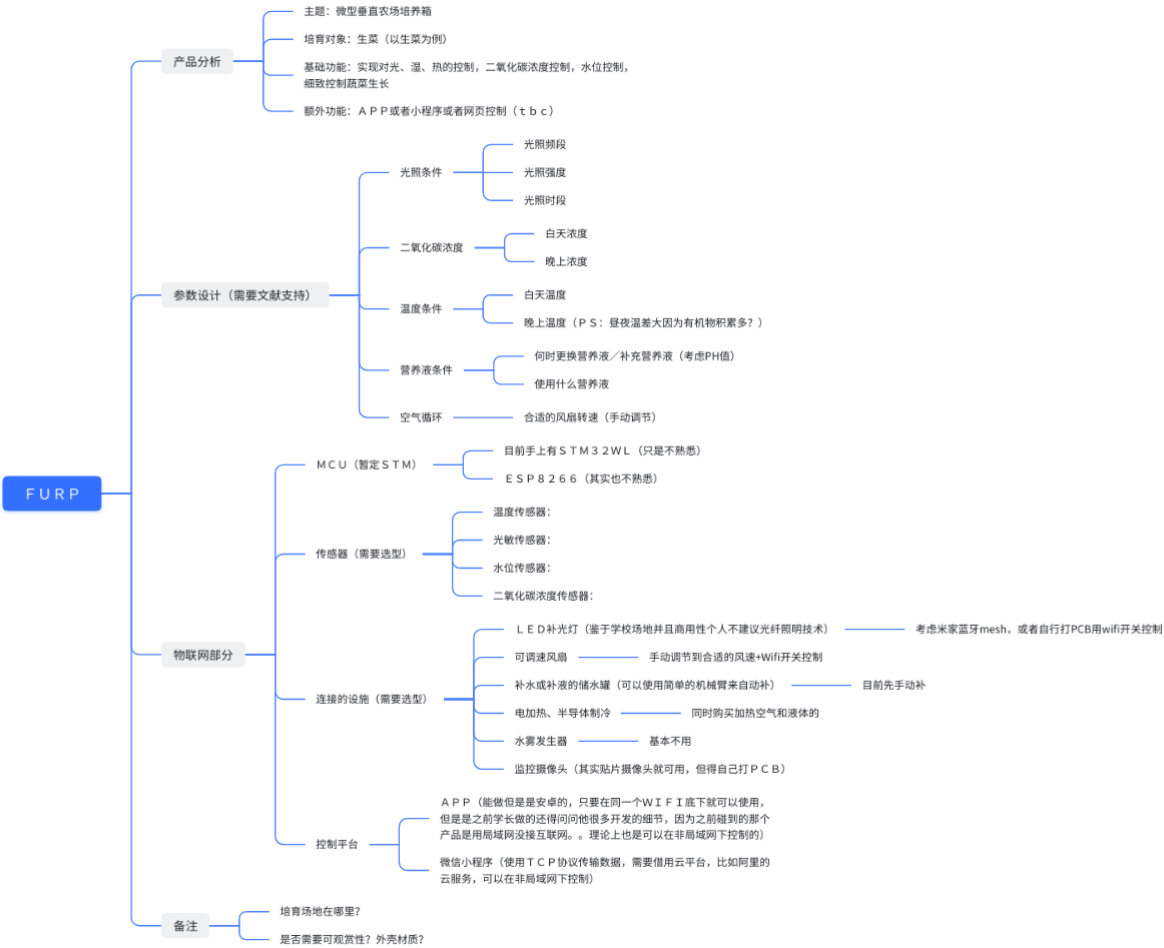 主题：微型垂直农场培养箱
培育对象：生菜（以生菜为例）
产品分析
基础功能：实现对光、湿、热的控制，二氧化碳浓度控制，水位控制，
细致控制蔬菜生长
额外功能：ＡＰＰ或者小程序或者网页控制（ｔｂｃ）
光照频段
光照条件
光照强度
光照时段
白天浓度
二氧化碳浓度
晚上浓度
参数设计（需要文献支持）
白天温度
温度条件
晚上温度（ＰＳ：昼夜温差大因为有机物积累多？）
何时更换营养液／补充营养液（考虑PH值）
营养液条件
使用什么营养液
空气循环
合适的风扇转速（手动调节）
目前手上有ＳＴＭ３２ＷＬ（只是不熟悉）
ＭＣＵ（暂定ＳＴＭ）
ＥＳＰ８２６６（其实也不熟悉）
ＦＵＲＰ
温度传感器：
光敏传感器：
传感器（需要选型）
水位传感器：
二氧化碳浓度传感器：
ＬＥＤ补光灯（鉴于学校场地并且商用性个人不建议光纤照明技术）
考虑米家蓝牙mesh，或者自行打PCB用wifi开关控制
物联网部分
可调速风扇
手动调节到合适的风速+Wifi开关控制
补水或补液的储水罐（可以使用简单的机械臂来自动补）
目前先手动补
连接的设施（需要选型）
电加热、半导体制冷
同时购买加热空气和液体的
水雾发生器
基本不用
监控摄像头（其实贴片摄像头就可用，但得自己打ＰＣＢ）
ＡＰＰ（能做但是是安卓的，只要在同一个ＷＩＦＩ底下就可以使用，
但是是之前学长做的还得问问他很多开发的细节，因为之前碰到的那个
产品是用局域网没接互联网。。理论上也是可以在非局域网下控制的）
控制平台
微信小程序（使用ＴＣＰ协议传输数据，需要借用云平台，比如阿里的
云服务，可以在非局域网下控制）
培育场地在哪里？
备注
是否需要可观赏性？外壳材质？